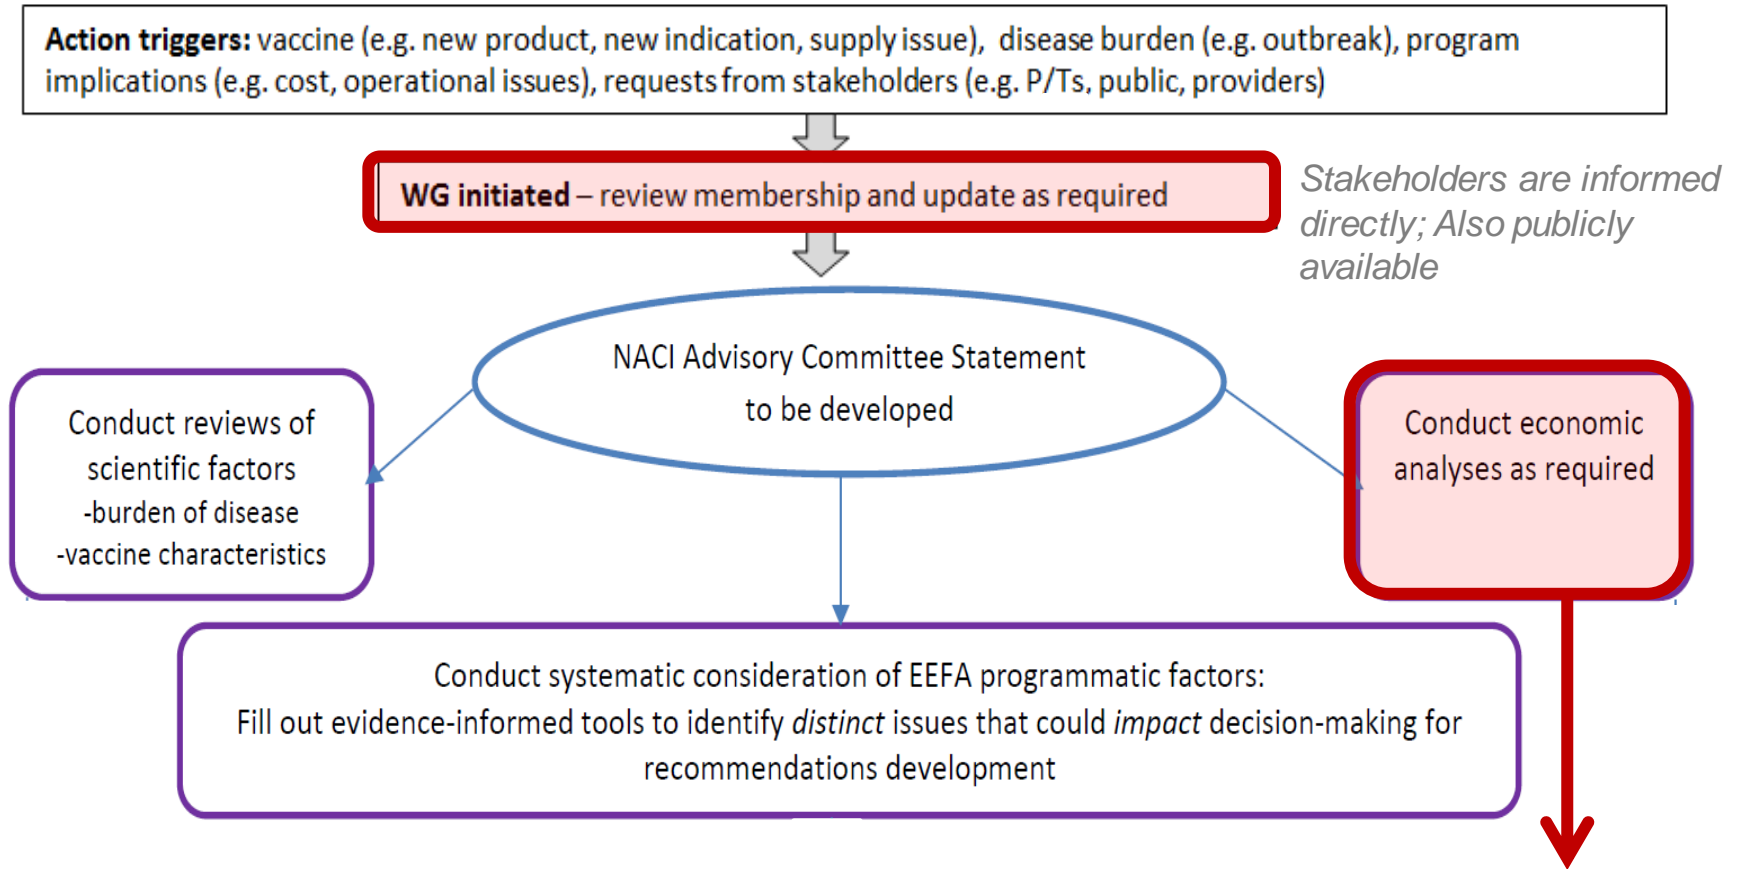 Action triggers: vaccine (e.g. new product, new indication, supply issue), disease burden (e.g. outbreak), program
implications (e.g. cost, operational issues), requests from stakeholders (e.g. P/Ts, public, providers)
WG initiated – review membership and update as required
Stakeholders are informed
directly; Also publicly
available
NACI Advisory Committee Statement
to be developed
Conduct reviews of
scientific factors
-burden of disease
-vaccine characteristics
Conduct economic
analyses as required
Conduct systematic consideration of EEFA programmatic factors:
Fill out evidence-informed tools to identify distinct issues that could impact decision-making for
recommendations development